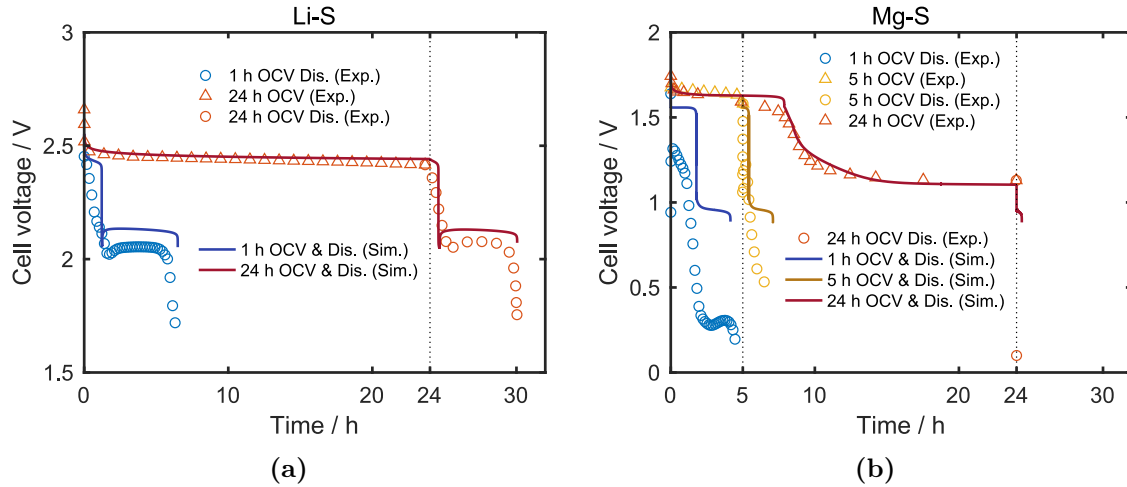 Li-S
3
2.5
2
1.5
Cell voltage / V
1 h OCV Dis. (Exp.)
24 h OCV (Exp.)
24 h OCV Dis. (Exp.)
1 h OCV & Dis. (Sim.)
24 h OCV & Dis. (Sim.)
0
10
20
24
30
Time / h
(a)
Mg-S
2
1.5
1
0.5
0
Cell voltage / V
1 h OCV Dis. (Exp.)
5 h OCV (Exp.)
5 h OCV Dis. (Exp.)
24 h OCV (Exp.)
24 h OCV Dis. (Exp.)
1 h OCV & Dis. (Sim.)
5 h OCV & Dis. (Sim.)
24 h OCV & Dis. (Sim.)
0
5
10
20
24
30
Time / h
(b)